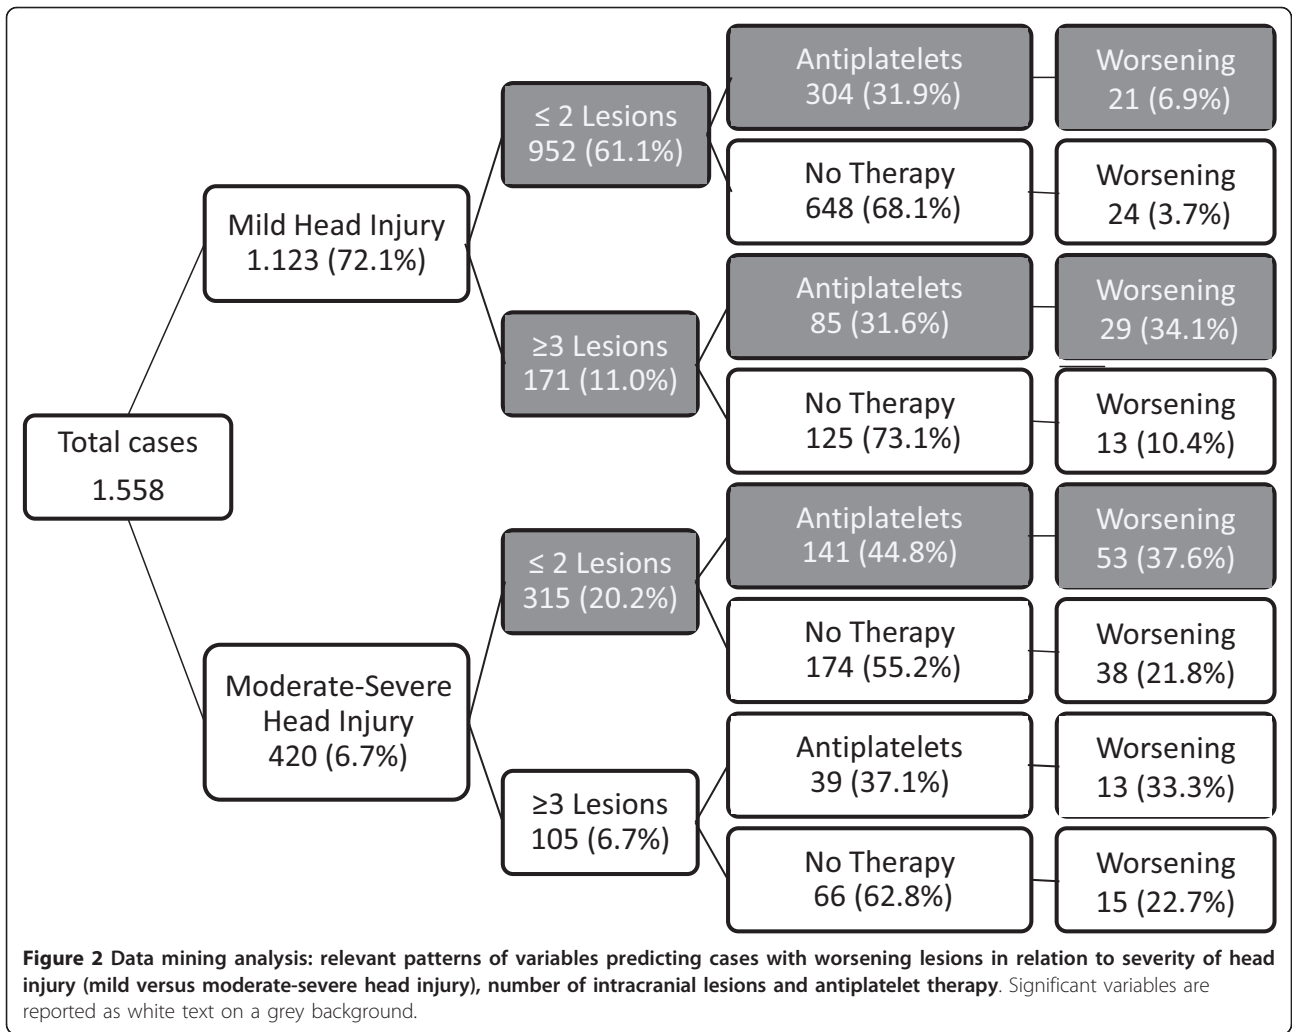 Total cases
1.558
Mild Head Injury
1.123 (72.1%)
Moderate-Severe
Head Injury
420 (6.7%)
≤ 2 Lesions
952 (61.1%)
≥3 Lesions
171 (11.0%)
≤ 2 Lesions
315 (20.2%)
≥3 Lesions
105 (6.7%)
Antiplatelets
304 (31.9%)
Worsening
21 (6.9%)
No Therapy
648 (68.1%)
Worsening
24 (3.7%)
Antiplatelets
85 (31.6%)
Worsening
29 (34.1%)
No Therapy
125 (73.1%)
Worsening
13 (10.4%)
Antiplatelets
141 (44.8%)
Worsening
53 (37.6%)
No Therapy
174 (55.2%)
Worsening
38 (21.8%)
Antiplatelets
39 (37.1%)
Worsening
13 (33.3%)
No Therapy
66 (62.8%)
Worsening
15 (22.7%)
Figure 2 Data mining analysis: relevant patterns of variables predicting cases with worsening lesions in relation to severity of head
injury (mild versus moderate-severe head injury), number of intracranial lesions and antiplatelet therapy. Significant variables are
reported as white text on a grey background.